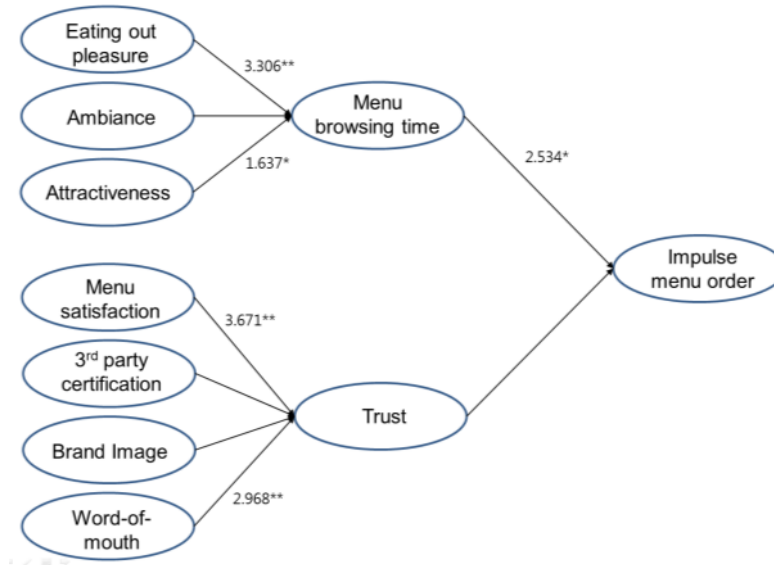 Eating out
pleasure
3.306**
Ambiance
Menu
browsing time
1.637*
Attractiveness
2.534*
Impulse
menu order
Menu
satisfaction
3.671**
3rd party
certification
Trust
Brand Image
2.968**
Word-of-
mouth